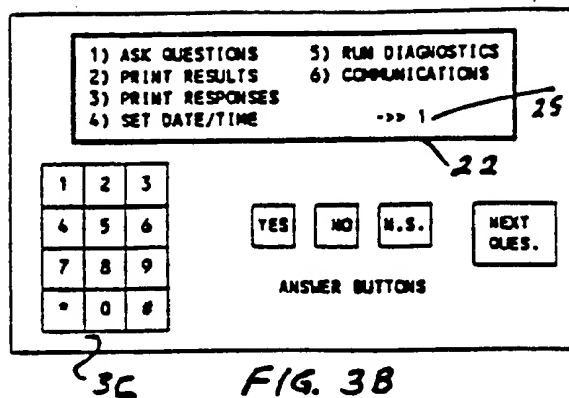 1) ASK QUESTIONS 5) RUN DIAGNOSTICS
2) PRINT RESULTS 6) COMMUNICATIONS
3) PRINT RESPONSES
4) SET DATE/TIME ->> 1
25
22
1 2 3
4 5 6
7 8 9
* 0 #
YES NO N.S. NEXT QUES.
ANSWER BUTTONS
36
FIG. 3B